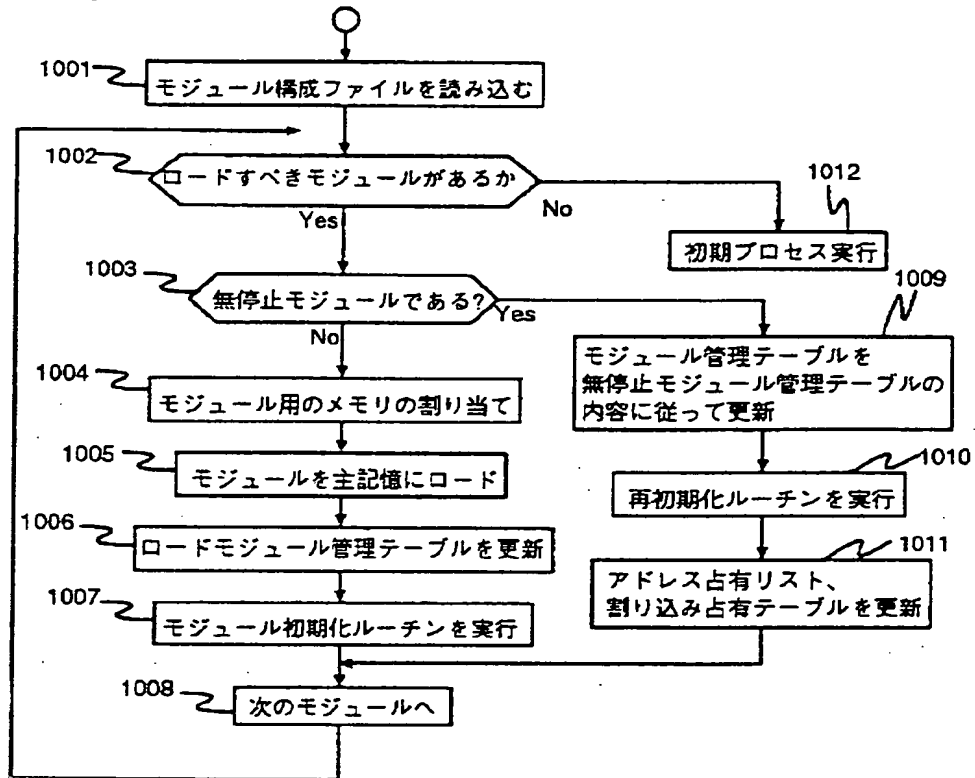 1001
モジュール構成ファイルを読み込む
1002
ロードすべきモジュールがあるか
Yes
No
1012
初期プロセス実行
1003
無停止モジュールである?
No
Yes
1009
モジュール管理テーブルを
無停止モジュール管理テーブルの
内容に従って更新
1004
モジュール用のメモリの割り当て
1005
モジュールを主記憶にロード
1010
再初期化ルーチンを実行
1006
ロードモジュール管理テーブルを更新
1011
アドレス占有リスト、
割り込み占有テーブルを更新
1007
モジュール初期化ルーチンを実行
1008
次のモジュールへ